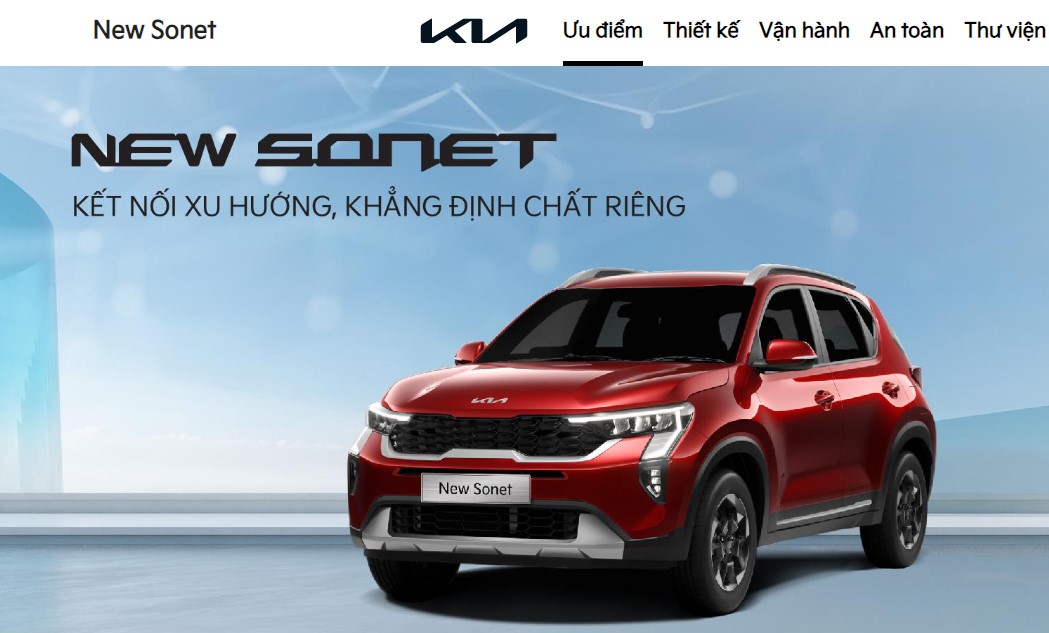 New Sonet
KIA
Ưu điểm Thiết kế Vận hành An toàn Thư viện
NEW SONET
KẾT NỐI XU HƯỚNG, KHẲNG ĐỊNH CHẤT RIÊNG
KIA
New Sonet